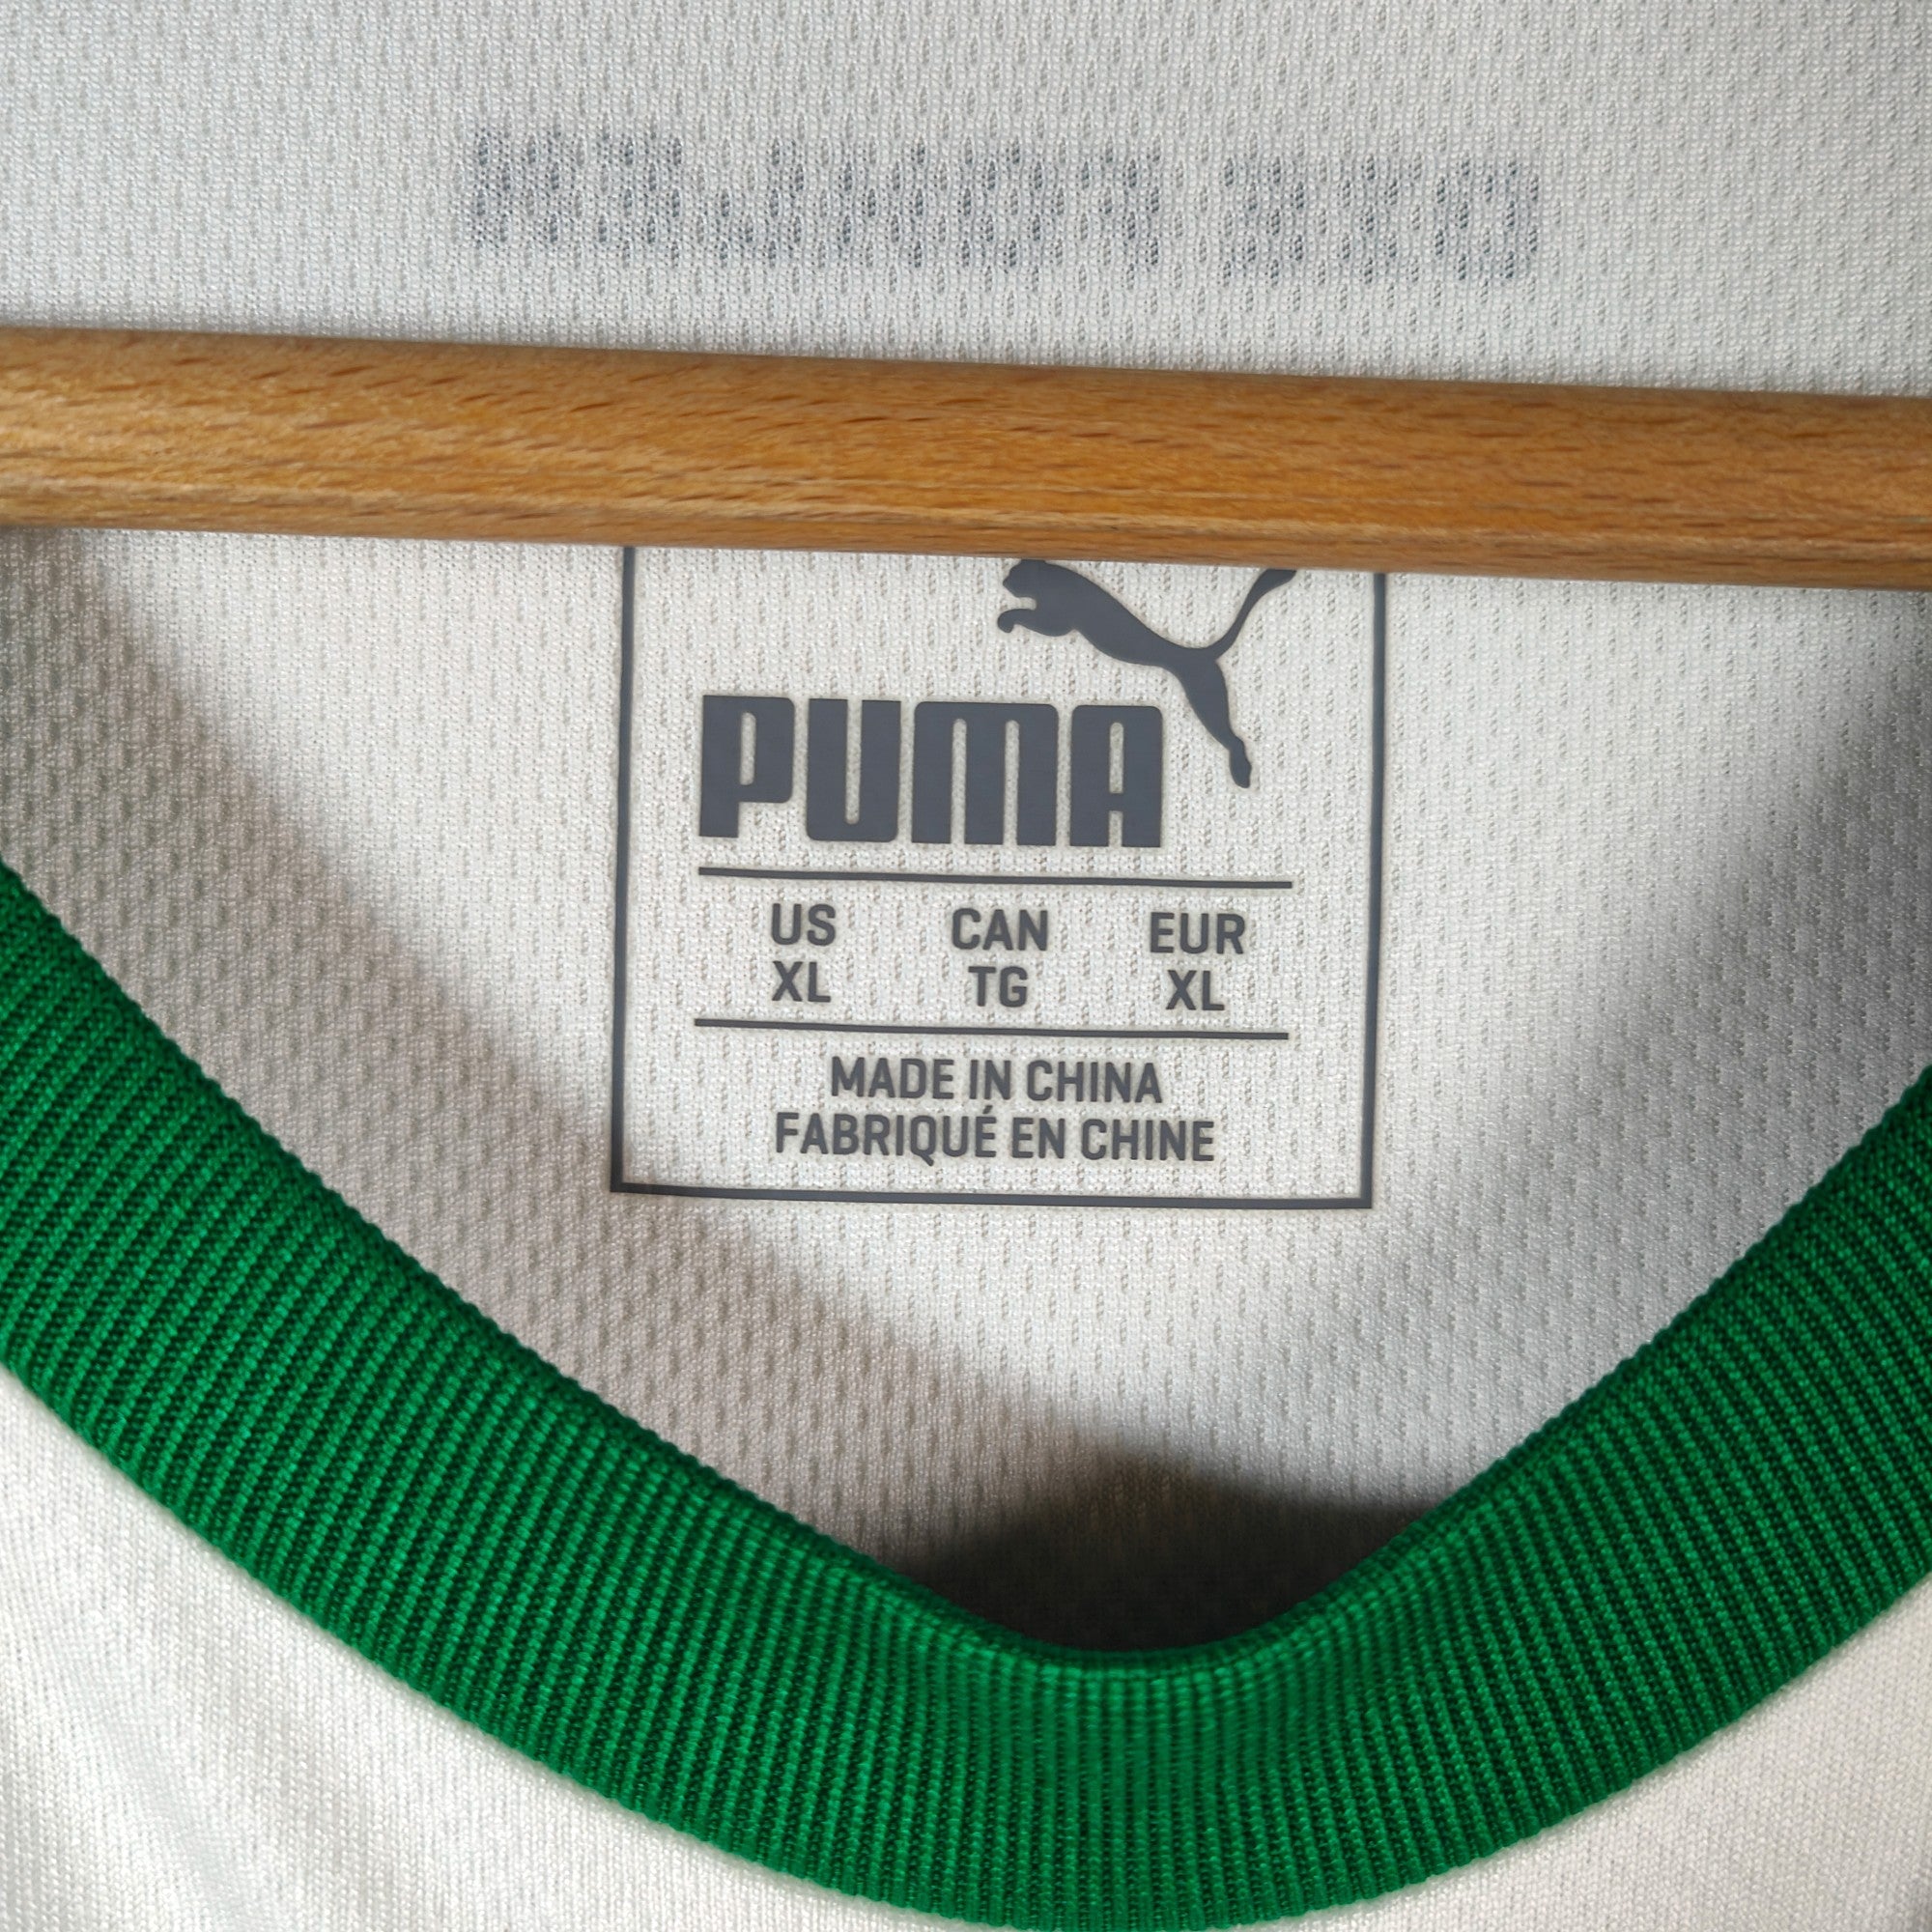 PUMA
US CAN EUR
XL TG XL
MADE IN CHINA
FABRIQUÉ EN CHINE